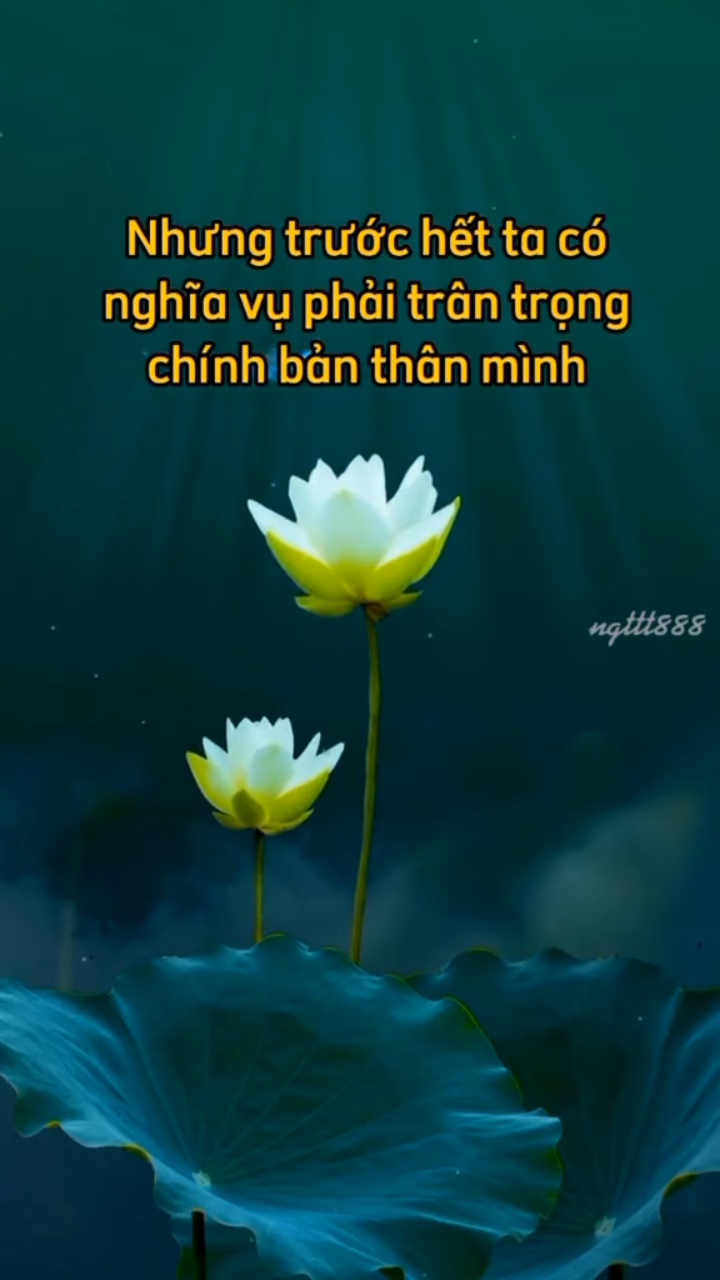 Nhưng trước hết ta có
nghĩa vụ phải trân trọng
chính bản thân mình
ngttt888